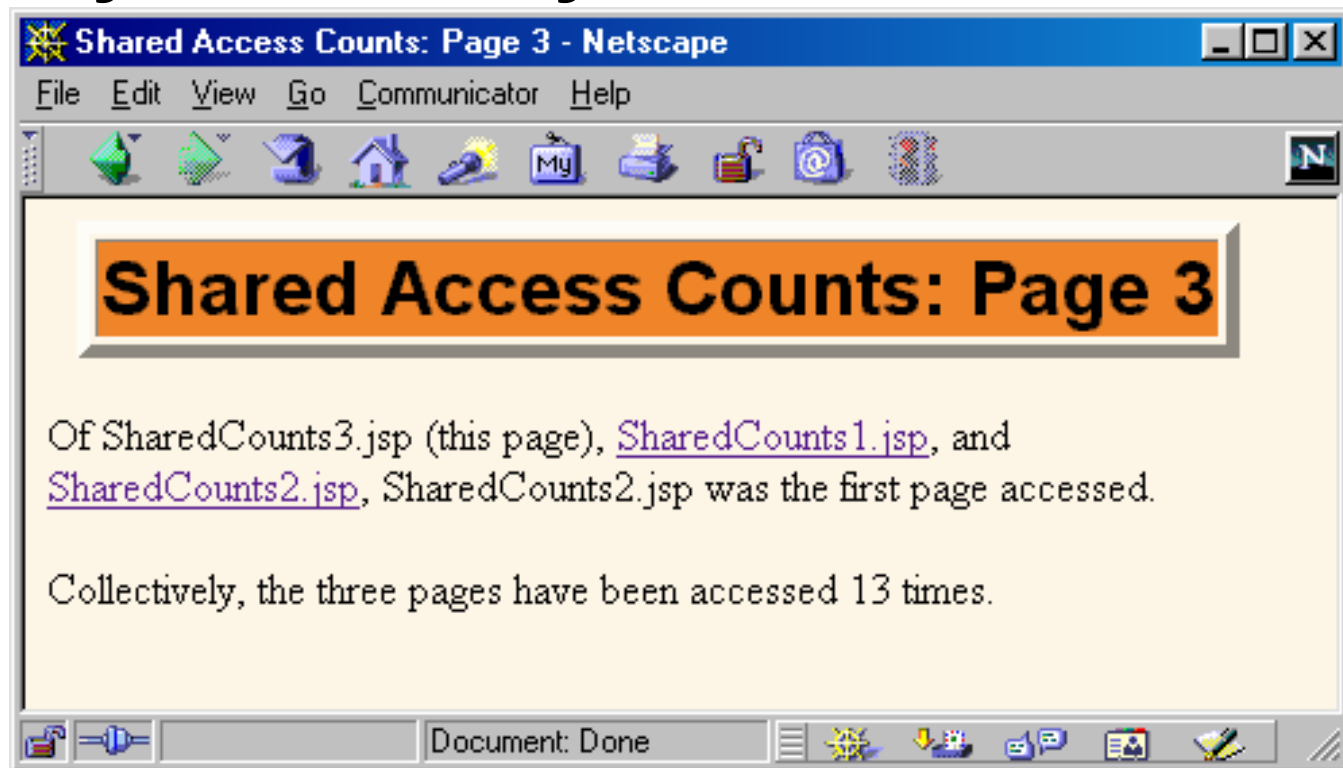 Shared Access Counts: Page 3 - Netscape
File Edit View Go Communicator Help
My N
Shared Access Counts: Page 3
Of SharedCounts3.jsp (this page), SharedCounts1.jsp, and
SharedCounts2.jsp, SharedCounts2.jsp was the first page accessed.
Collectively, the three pages have been accessed 13 times.
Document: Done